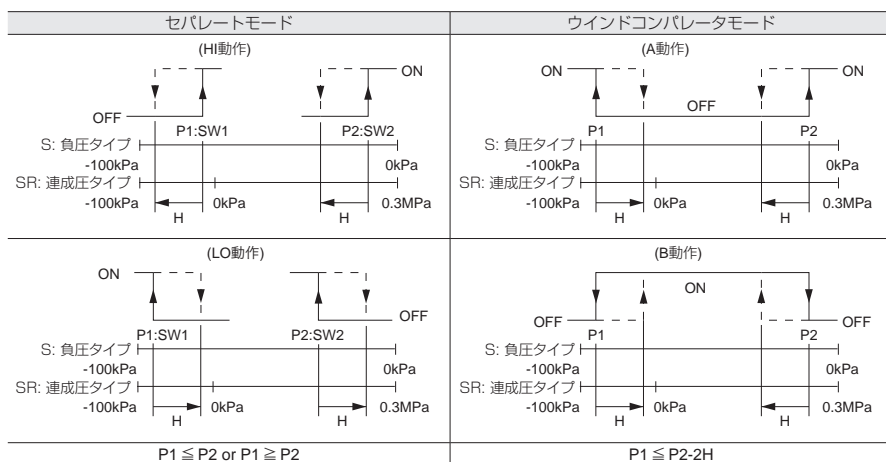 セパレートモード
ウインドコンパレータモード
(HI動作)
ON
OFF
P1:SW1
P2:SW2
S: 負圧タイプ
-100kPa
0kPa
SR: 連成圧タイプ
-100kPa
0kPa
0.3MPa
H
H
(A動作)
ON
ON
OFF
P1
P2
S: 負圧タイプ
-100kPa
0kPa
SR: 連成圧タイプ
-100kPa
0kPa
0.3MPa
H
H
(LO動作)
ON
OFF
P1:SW1
P2:SW2
S: 負圧タイプ
-100kPa
0kPa
SR: 連成圧タイプ
-100kPa
0kPa
0.3MPa
H
H
(B動作)
ON
OFF
OFF
P1
P2
S: 負圧タイプ
-100kPa
0kPa
SR: 連成圧タイプ
-100kPa
0kPa
0.3MPa
H
H
P1 ≦ P2 or P1 ≧ P2
P1 ≦ P2-2H